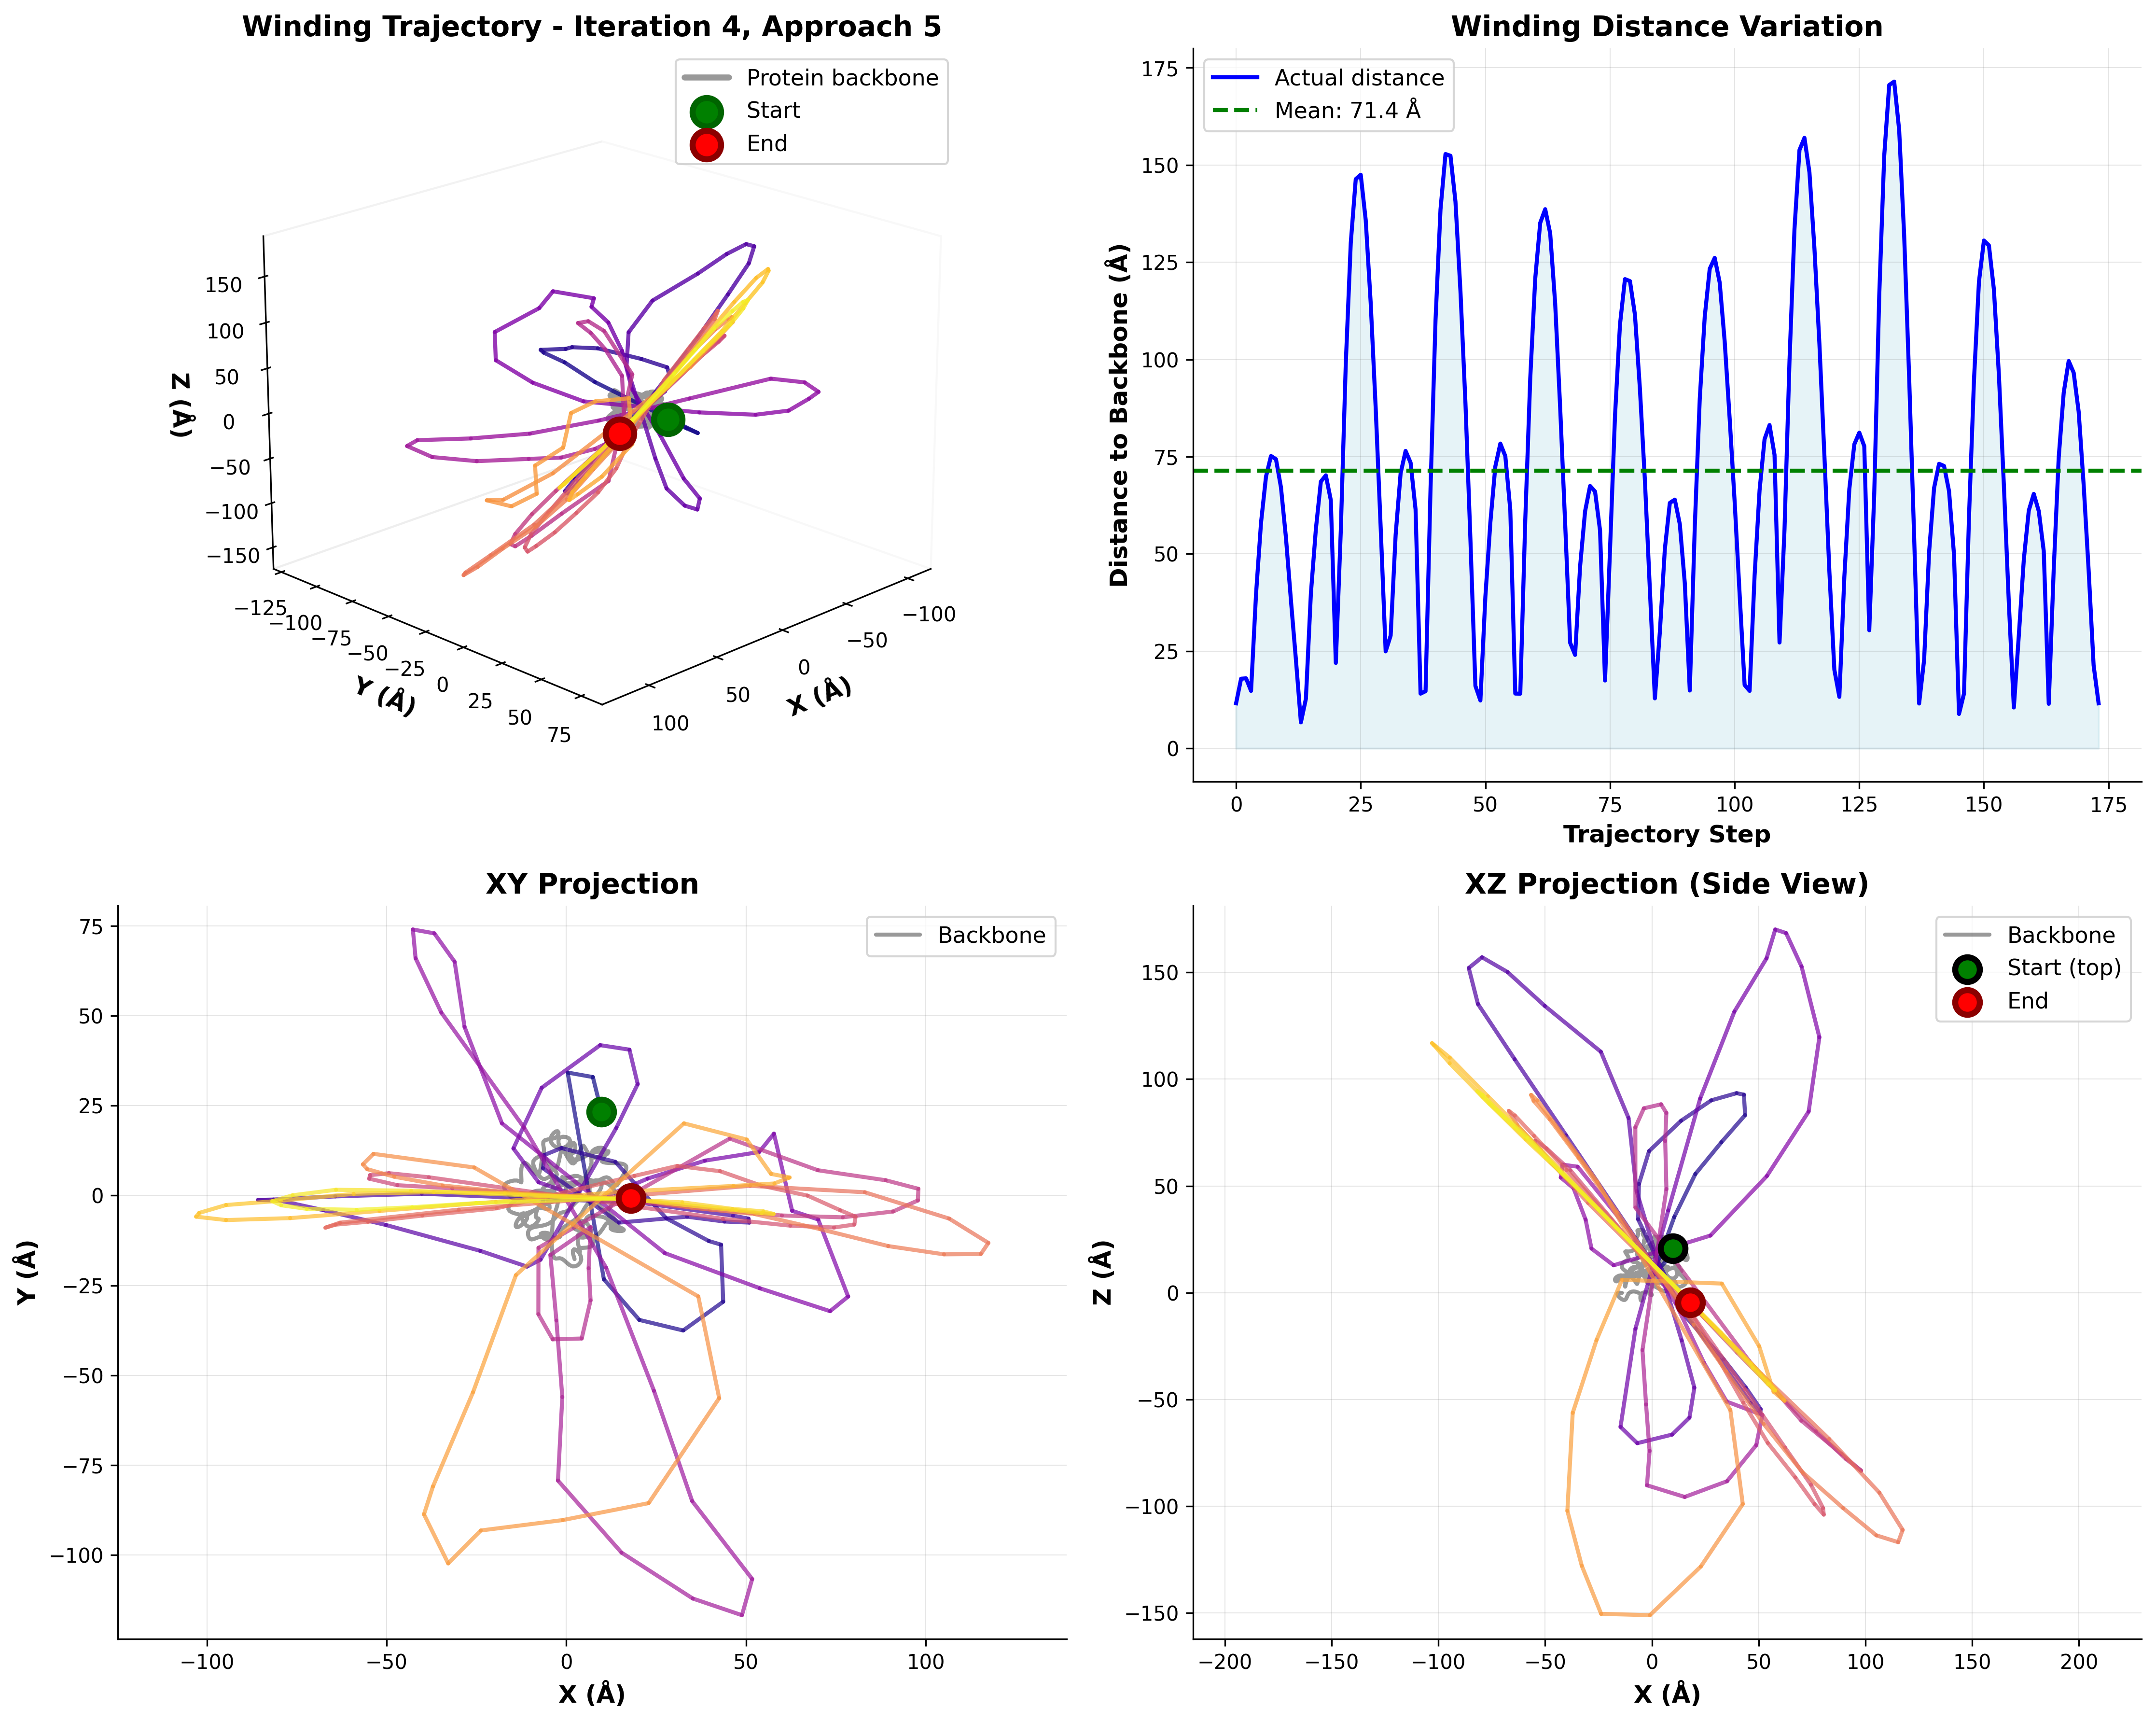 Winding Trajectory - Iteration 4, Approach 5
Protein backbone
Start
End
150
100
50
0
−50
−100
−150
Z (Å)
−125
−100
−75
−50
−25
0
25
50
75
Y (Å)
100
50
0
−50
−100
X (Å)
Winding Distance Variation
Actual distance
Mean: 71.4 Å
175
150
125
100
75
50
25
0
Distance to Backbone (Å)
0 25 50 75 100 125 150 175
Trajectory Step
XY Projection
Backbone
75
50
25
0
−25
−50
−75
−100
Y (Å)
−100 −50 0 50 100
X (Å)
XZ Projection (Side View)
Backbone
Start (top)
End
150
100
50
0
−50
−100
−150
Z (Å)
−200 −150 −100 −50 0 50 100 150 200
X (Å)